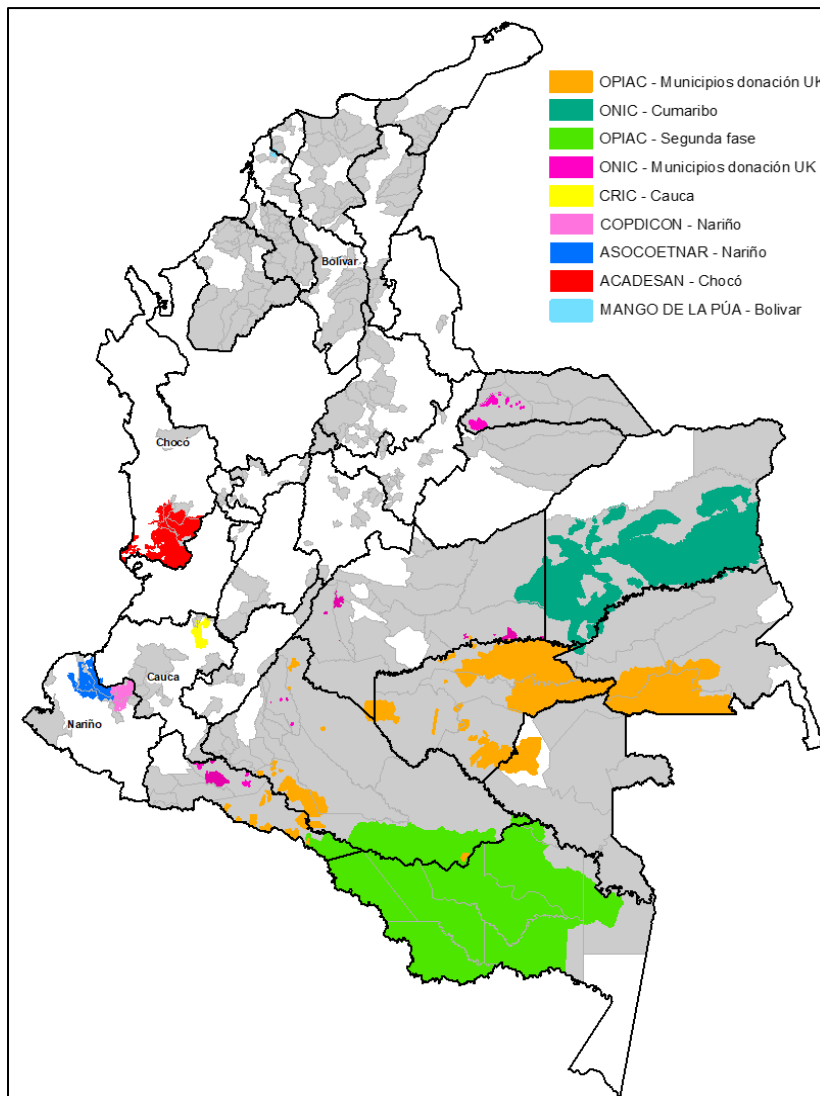 OPIAC - Municipios donación UK
ONIC - Cumaribo
OPIAC - Segunda fase
ONIC - Municipios donación UK
CRIC - Cauca
COPDICON - Nariño
ASOCOETNAR - Nariño
ACADESAN - Chocó
MANGO DE LA PÚA - Bolivar
Bolivar
Chocó
Cauca
Nariño